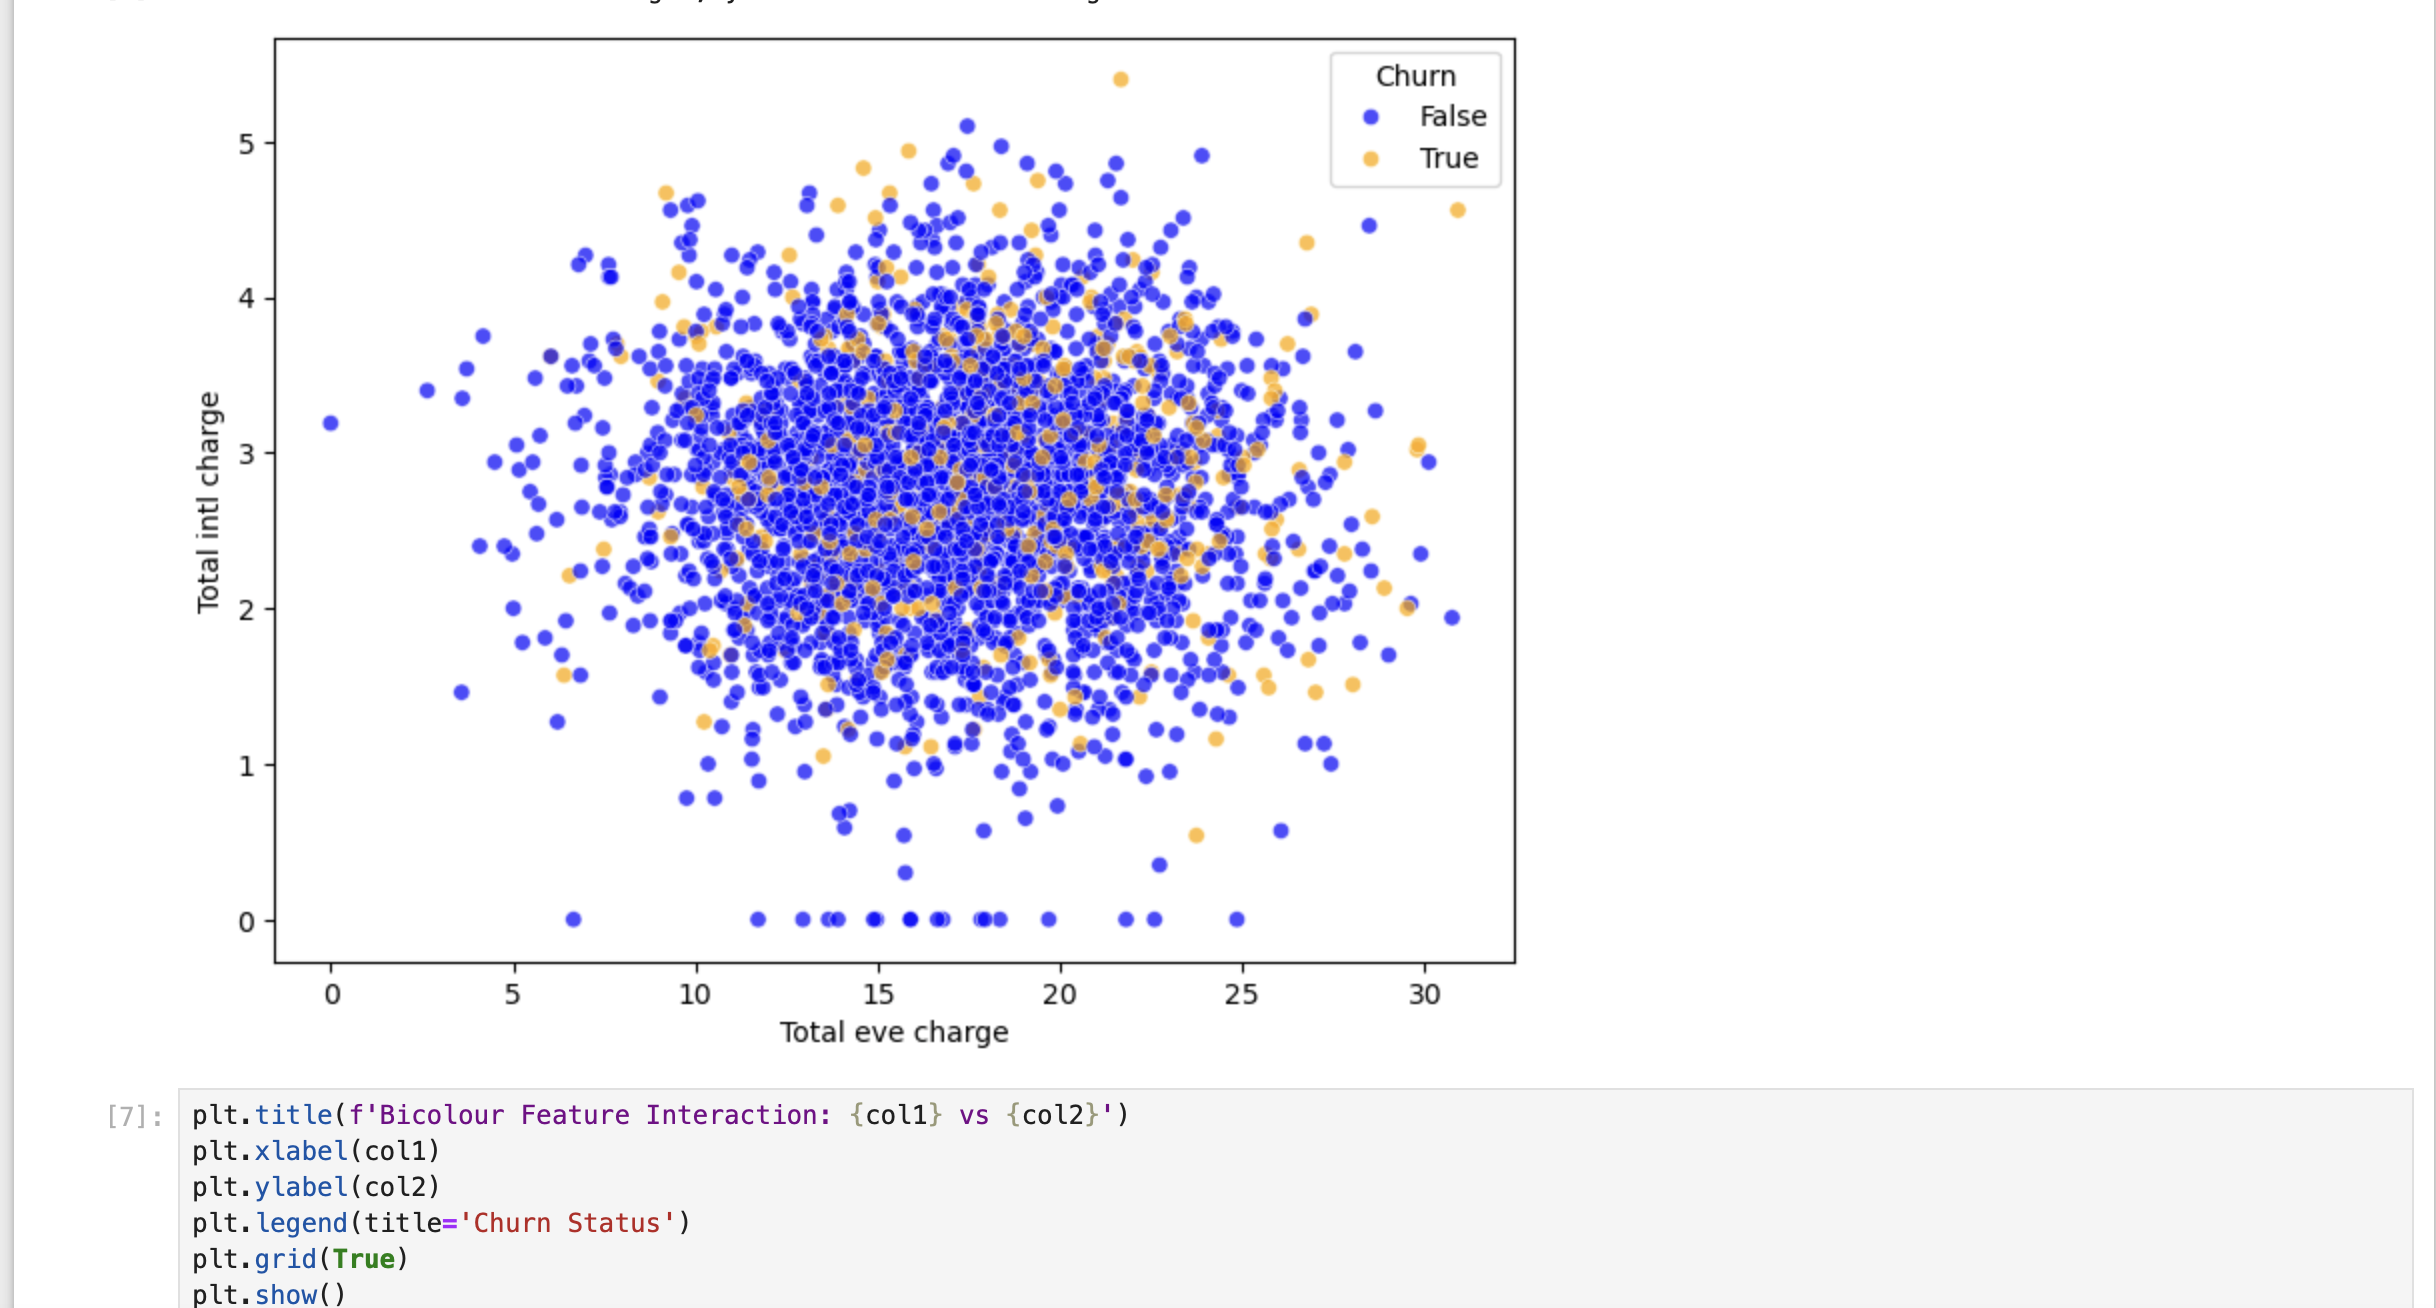 Churn
False
True
5
4
3
2
1
0
Total intl charge
0 5 10 15 20 25 30
Total eve charge
[7]:
plt.title(f'Bicolour Feature Interaction: {col1} vs {col2}')
plt.xlabel(col1)
plt.ylabel(col2)
plt.legend(title='Churn Status')
plt.grid(True)
plt.show()